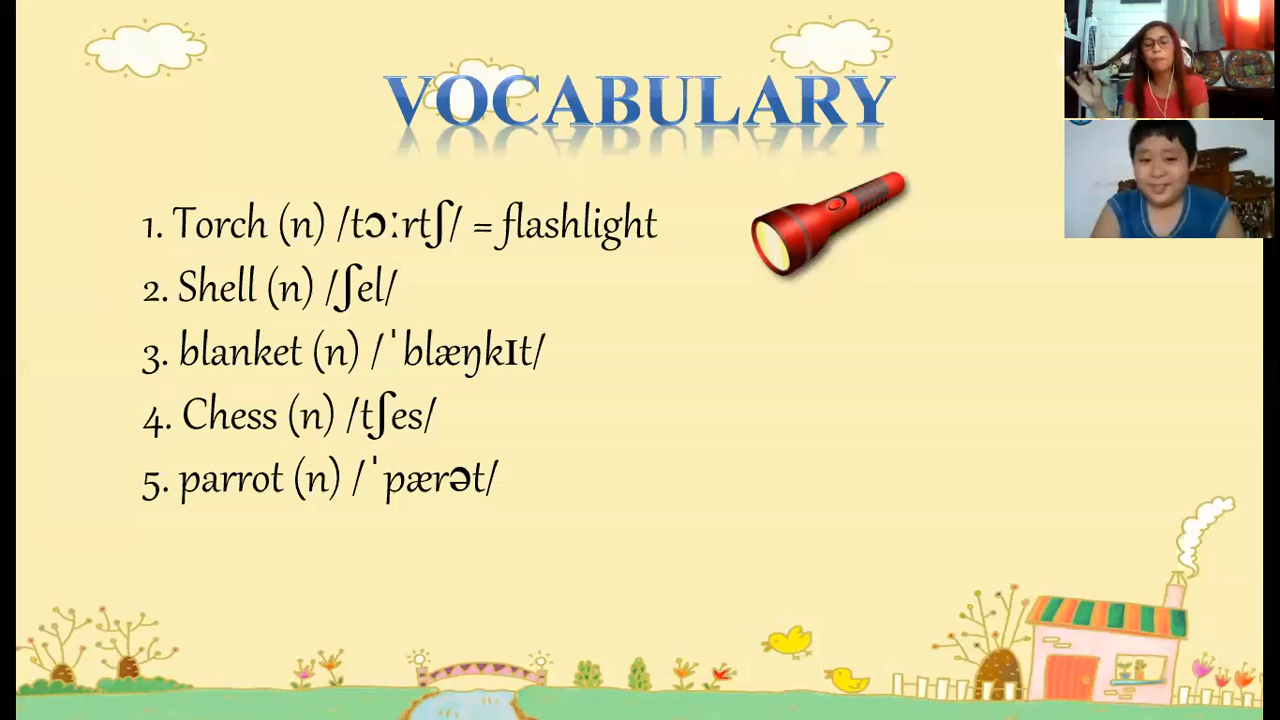 VOCABULARY
1. Torch (n) /tɔːrtʃ/ = flashlight
2. Shell (n) /ʃel/
3. blanket (n) /ˈblæŋkɪt/
4. Chess (n) /tʃes/
5. parrot (n) /ˈpærət/